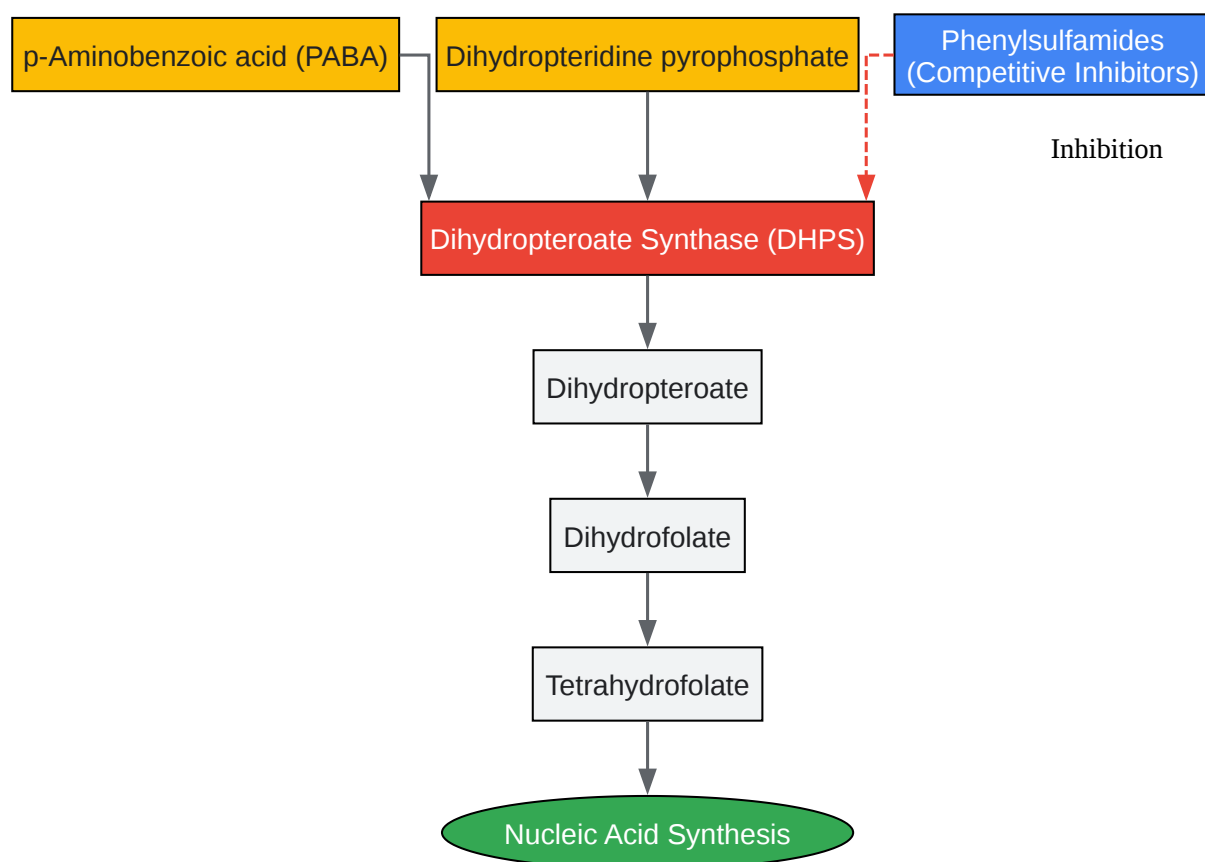 p-Aminobenzoic acid (PABA)
Dihydropteridine pyrophosphate
Phenylsulfamides
(Competitive Inhibitors)
Inhibition
Dihydropteroate Synthase (DHPS)
Dihydropteroate
Dihydrofolate
Tetrahydrofolate
Nucleic Acid Synthesis